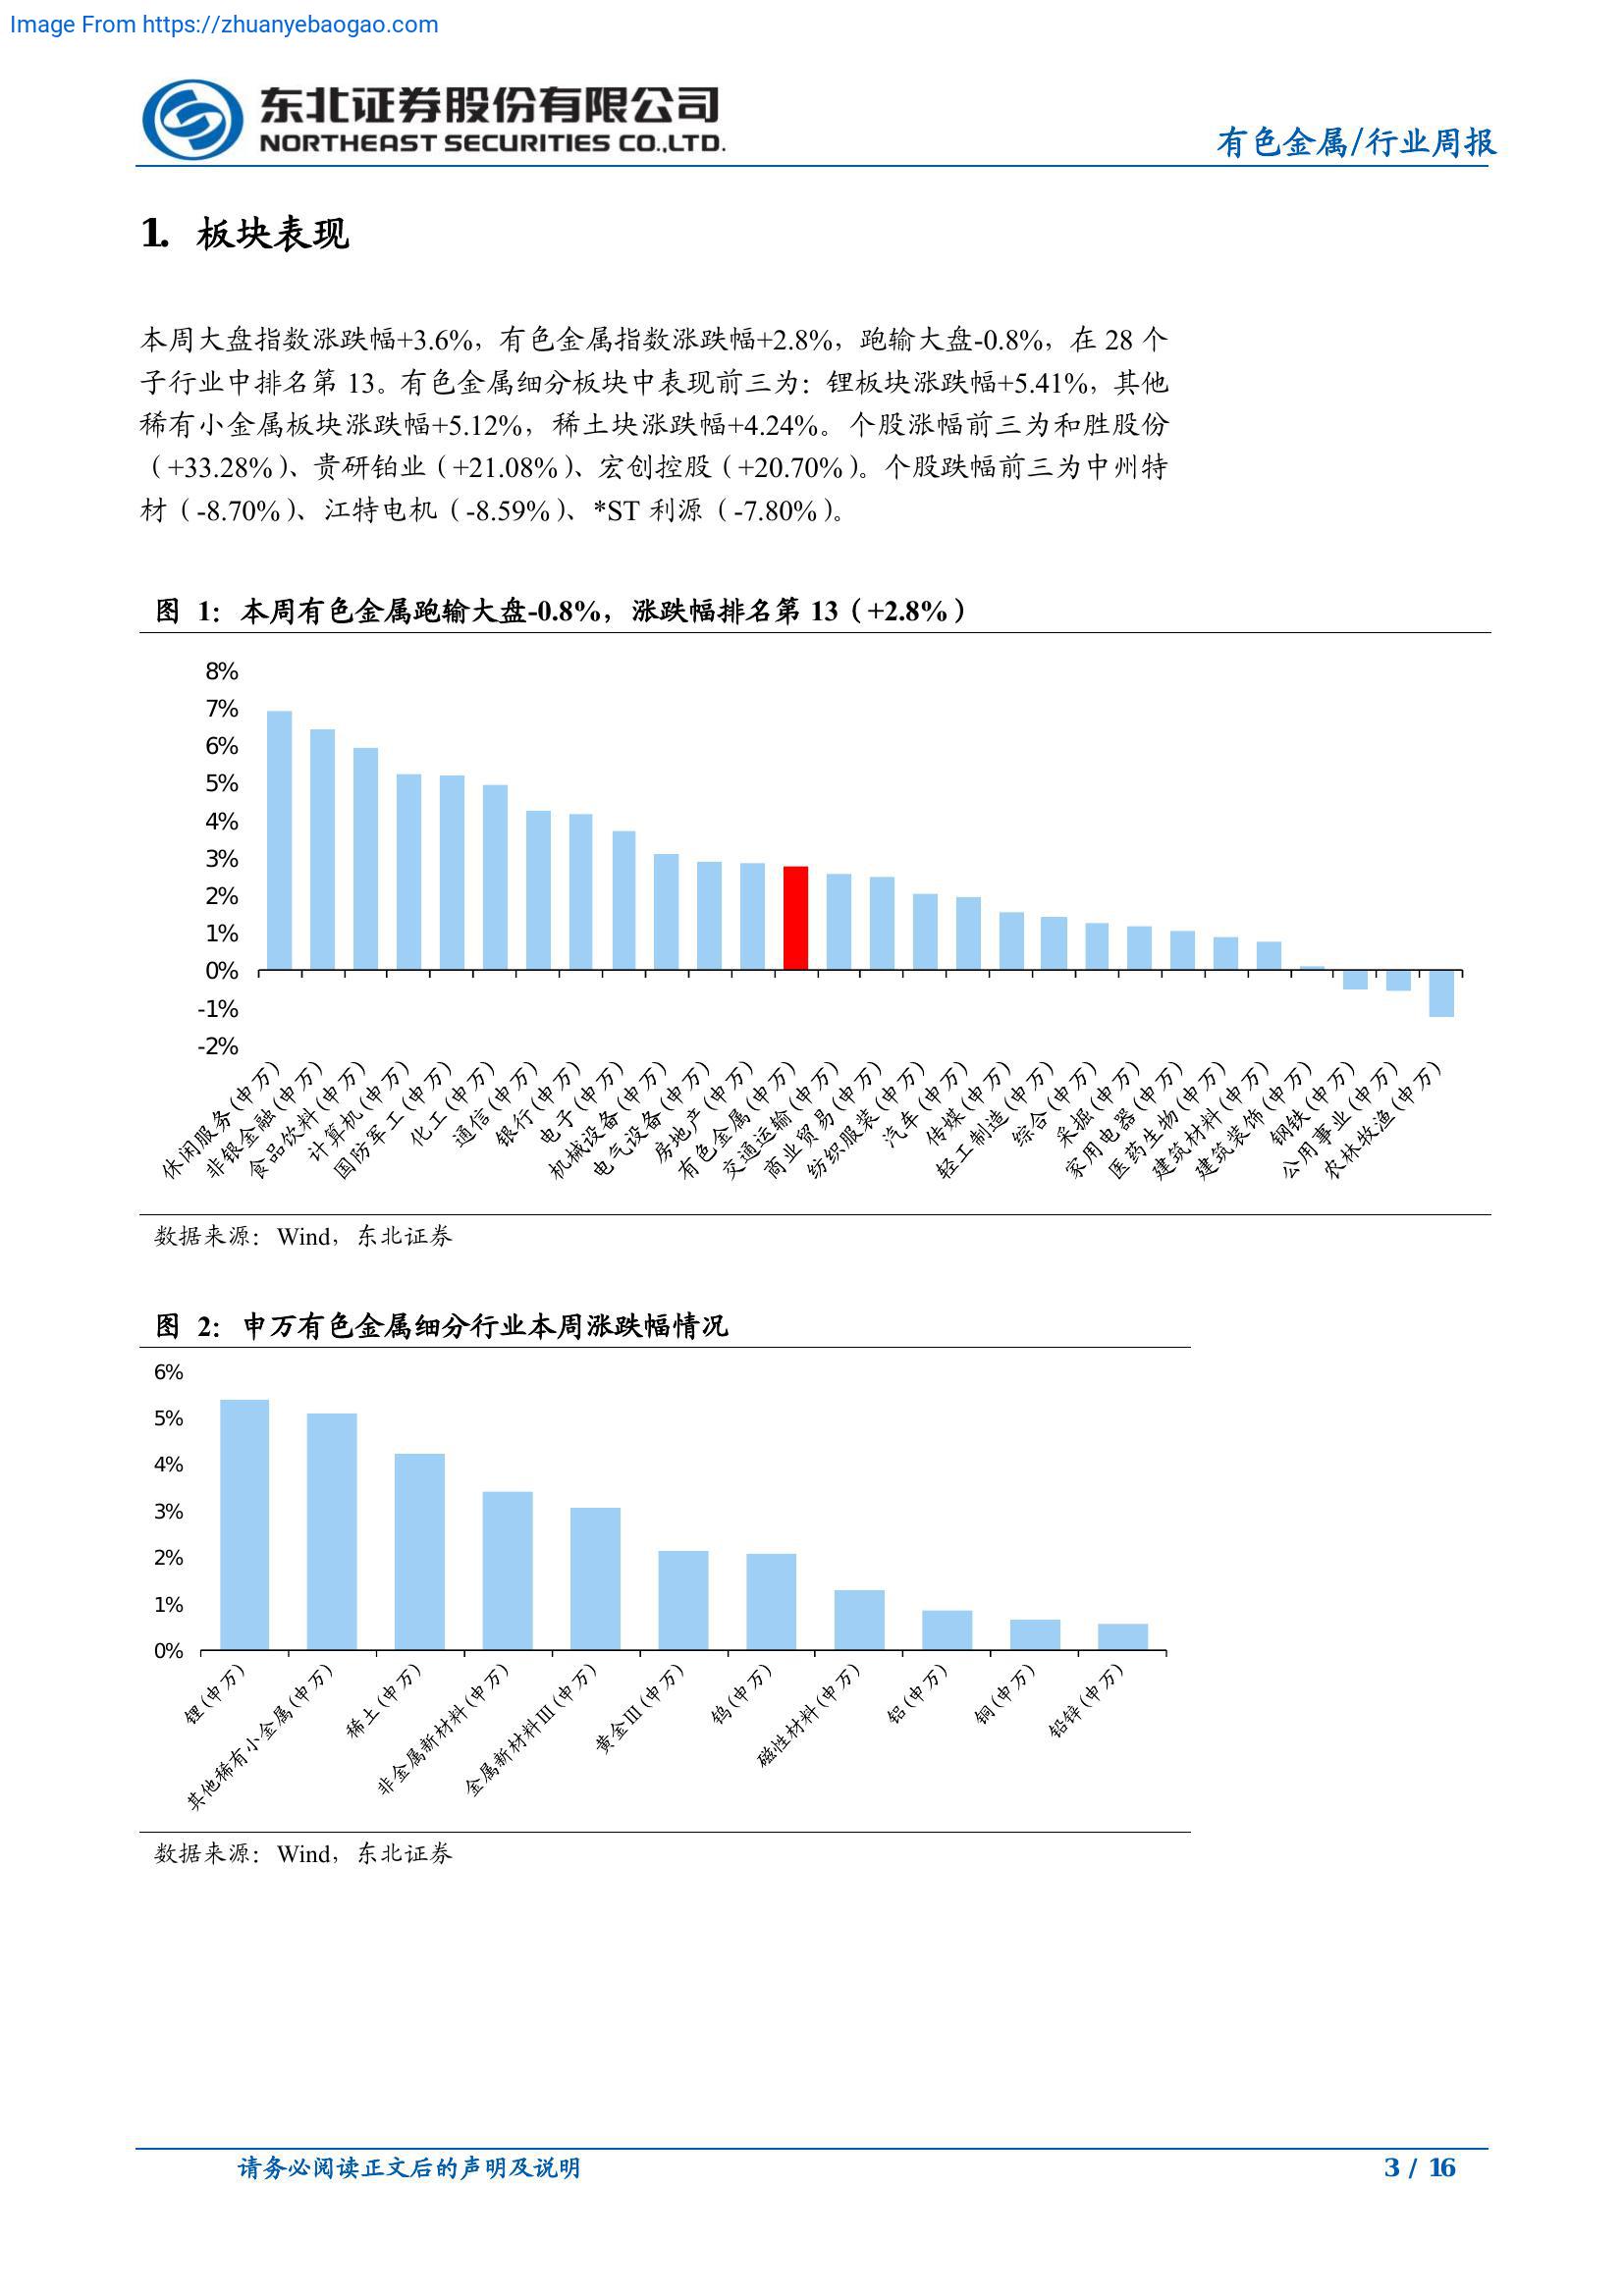 Image From https://zhuanyebaogao.com
东北证券股份有限公司
NORTHEAST SECURITIES CO.,LTD.
有色金属/行业周报
1. 板块表现
本周大盘指数涨跌幅+3.6%，有色金属指数涨跌幅+2.8%，跑输大盘-0.8%，在 28 个
子行业中排名第 13。有色金属细分板块中表现前三为：锂板块涨跌幅+5.41%，其他
稀有小金属板块涨跌幅+5.12%，稀土块涨跌幅+4.24%。个股涨幅前三为和胜股份
（+33.28%）、贵研铂业（+21.08%）、宏创控股（+20.70%）。个股跌幅前三为中州特
材（-8.70%）、江特电机（-8.59%）、*ST 利源（-7.80%）。
图 1：本周有色金属跑输大盘-0.8%，涨跌幅排名第 13（+2.8%）
8%
7%
6%
5%
4%
3%
2%
1%
0%
-1%
-2%
休闲服务(申万)
非银金融(申万)
食品饮料(申万)
计算机(申万)
国防军工(申万)
化工(申万)
通信(申万)
银行(申万)
电子(申万)
机械设备(申万)
电气设备(申万)
房地产(申万)
有色金属(申万)
交通运输(申万)
商业贸易(申万)
纺织服装(申万)
汽车(申万)
传媒(申万)
轻工制造(申万)
综合(申万)
采掘(申万)
家用电器(申万)
医药生物(申万)
建筑材料(申万)
建筑装饰(申万)
钢铁(申万)
公用事业(申万)
农林牧渔(申万)
数据来源：Wind，东北证券
图 2：申万有色金属细分行业本周涨跌幅情况
6%
5%
4%
3%
2%
1%
0%
锂(申万)
其他稀有小金属(申万)
稀土(申万)
非金属新材料(申万)
金属新材料Ⅲ(申万)
黄金Ⅲ(申万)
钨(申万)
磁性材料(申万)
铝(申万)
铜(申万)
铅锌(申万)
数据来源：Wind，东北证券
请务必阅读正文后的声明及说明
3 / 16